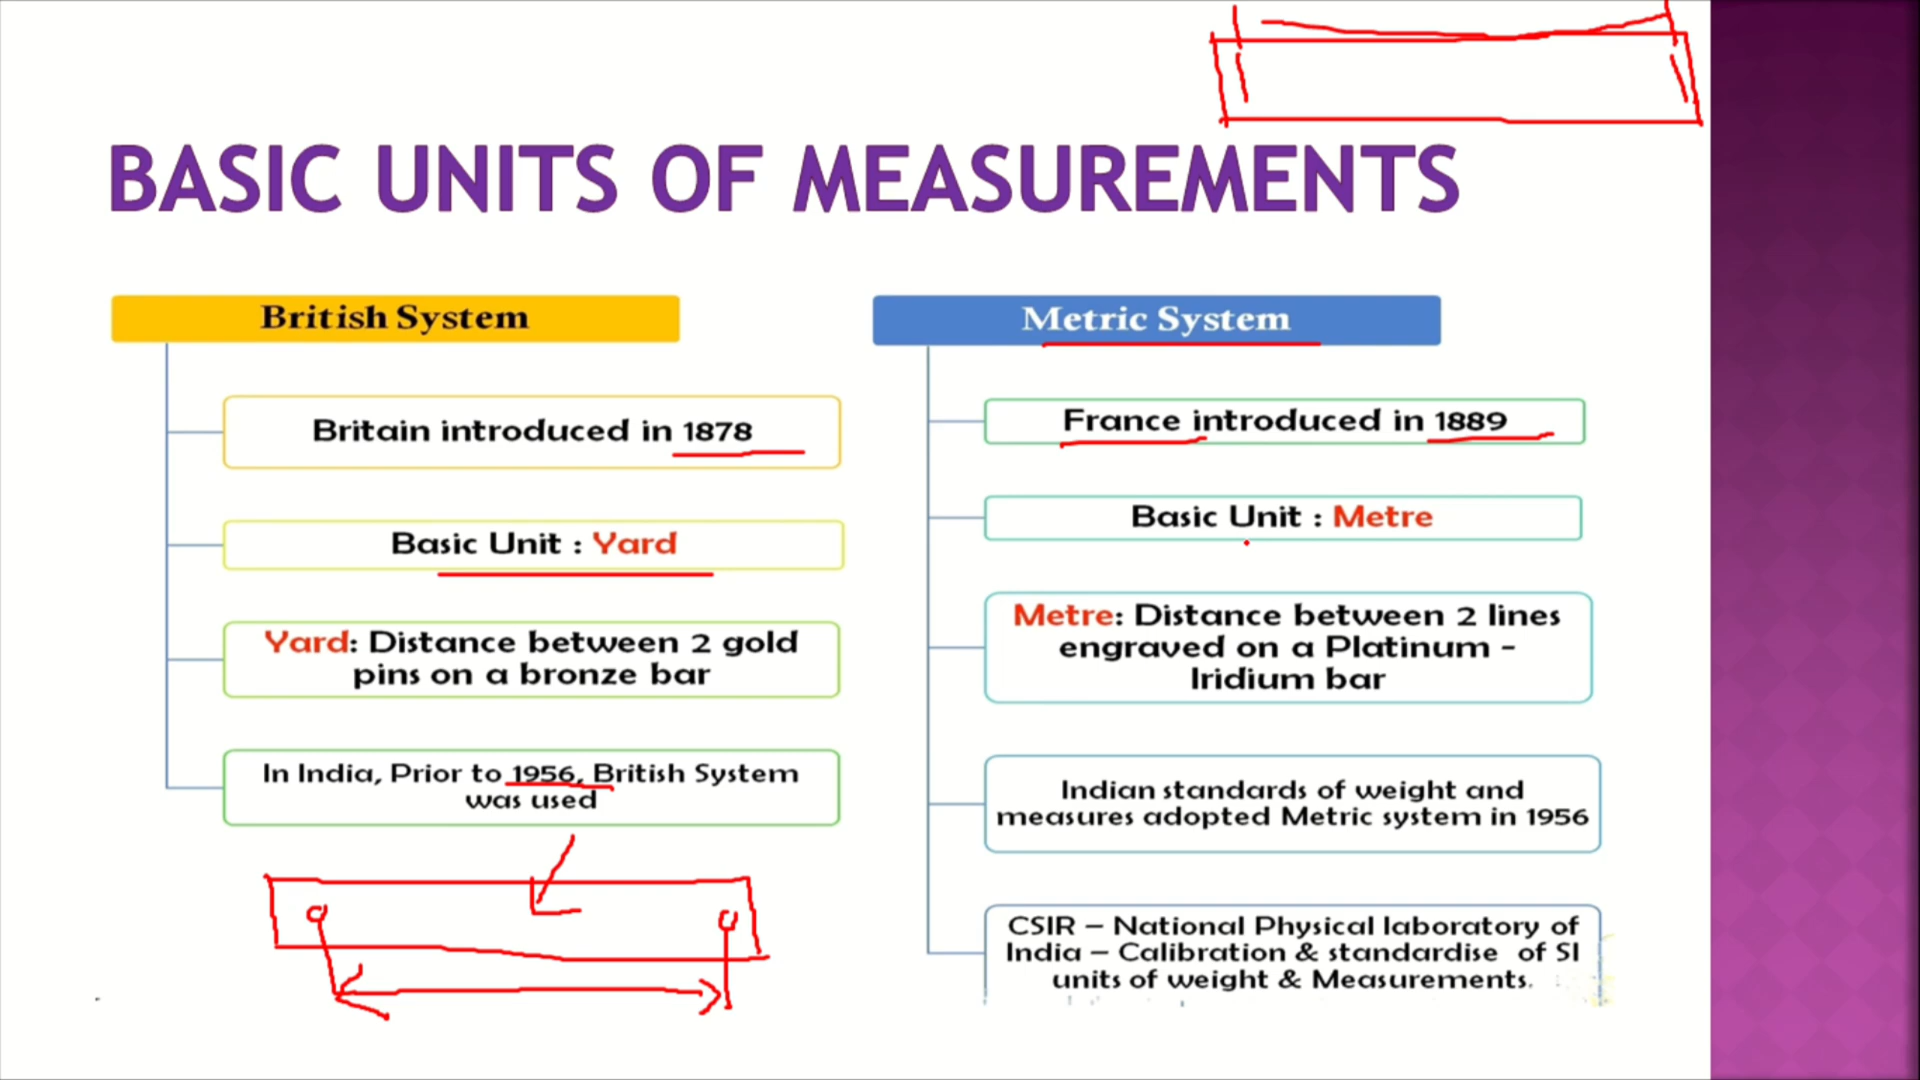 BASIC UNITS OF MEASUREMENTS
British System
Britain introduced in 1878
Basic Unit : Yard
Yard: Distance between 2 gold
pins on a bronze bar
In India, Prior to 1956, British System
was used
Metric System
France introduced in 1889
Basic Unit : Metre
Metre: Distance between 2 lines
engraved on a Platinum -
Iridium bar
Indian standards of weight and
measures adopted Metric system in 1956
CSIR – National Physical laboratory of
India – Calibration & standardise of SI
units of weight & Measurements.